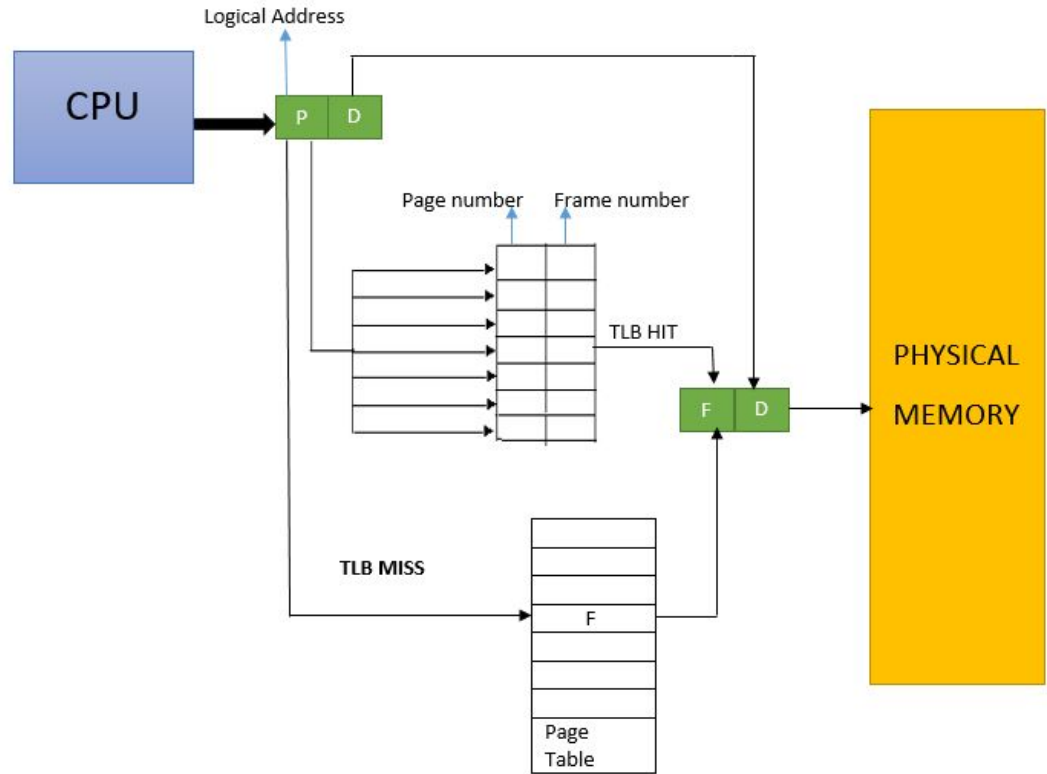 Logical Address
CPU
P D
Page number Frame number
TLB HIT
PHYSICAL
MEMORY
F D
TLB MISS
F
Page
Table